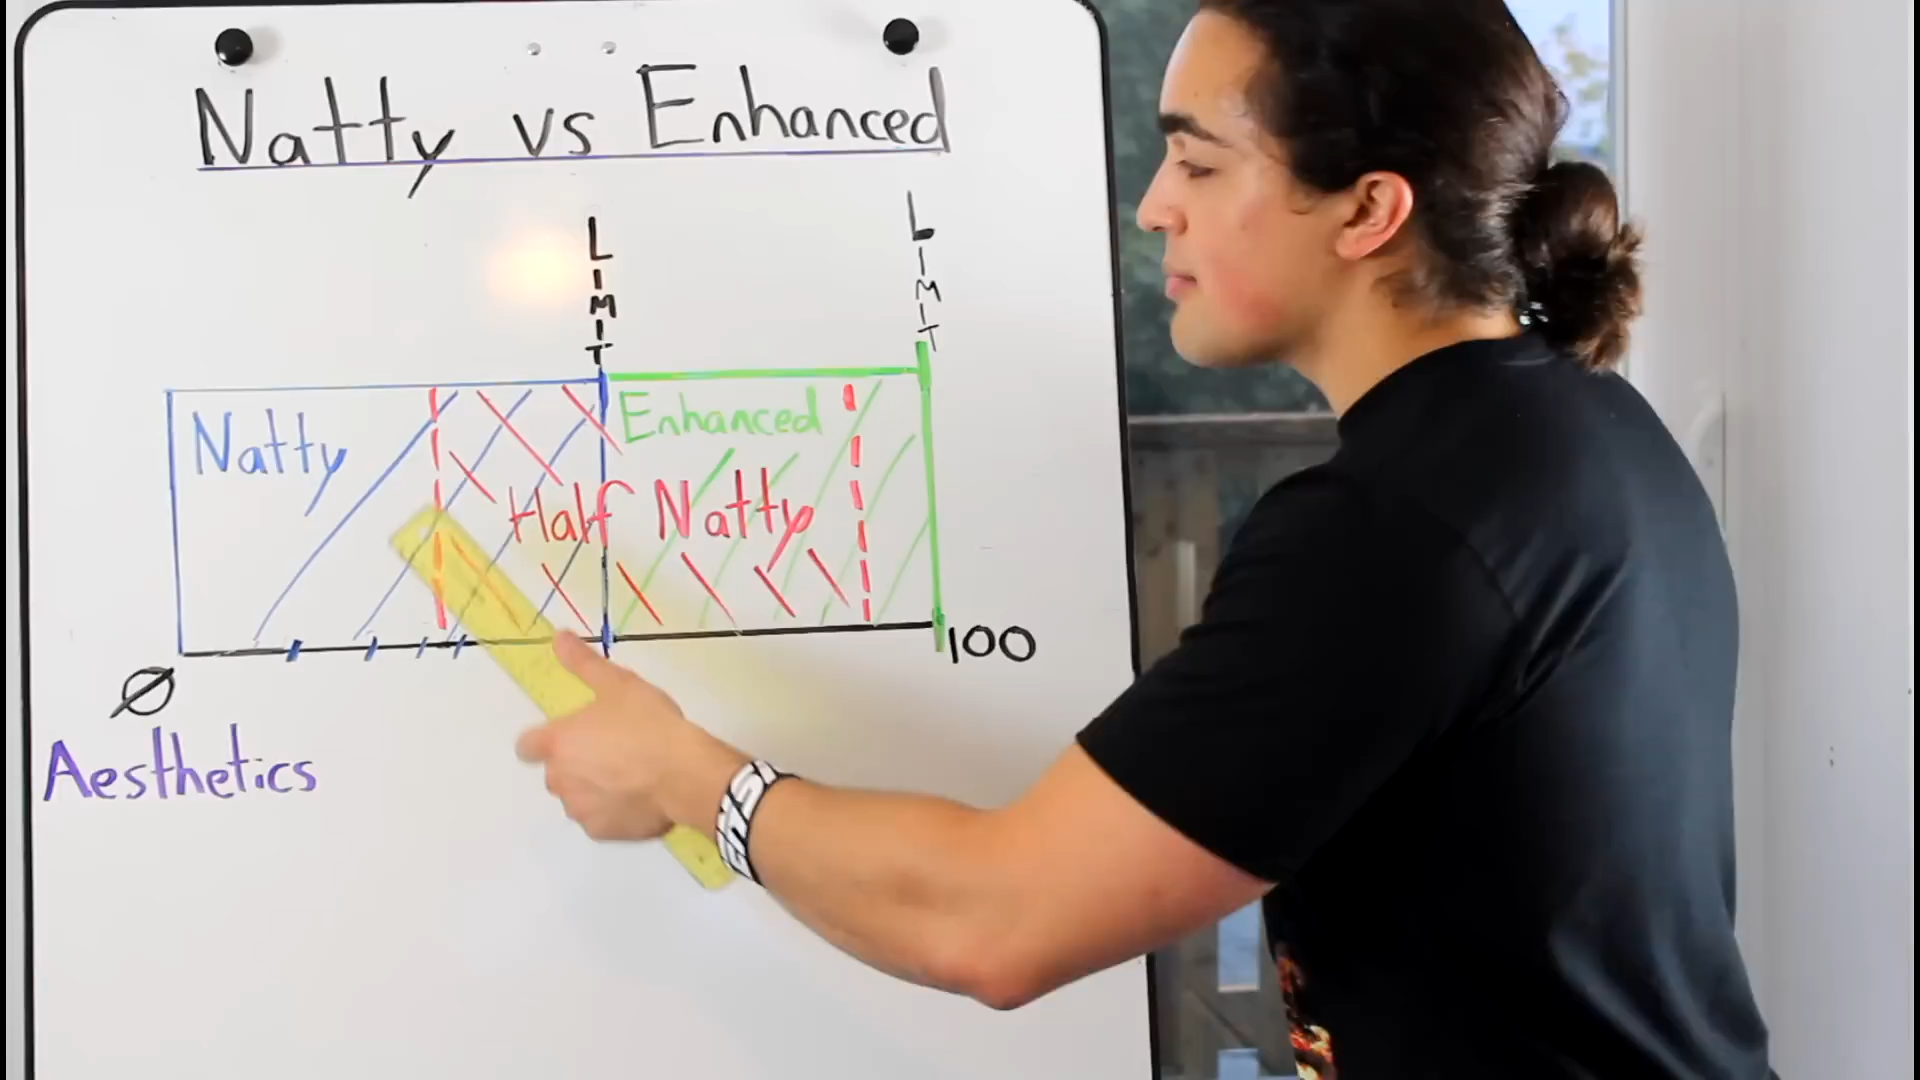 Natty vs Enhanced
LIMIT
LIMIT
Natty
Enhanced
Half Natty
Ø
100
Aesthetics